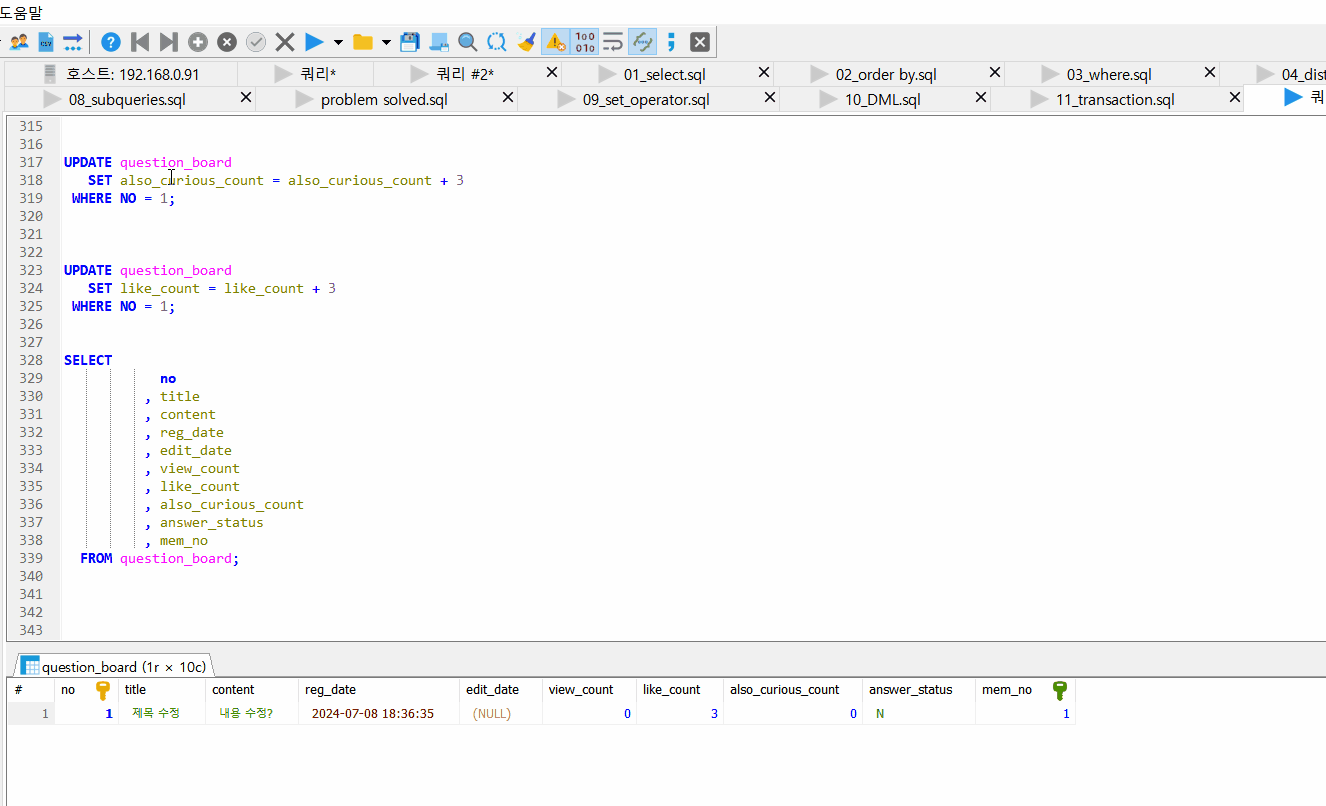 도움말
호스트: 192.168.0.91 쿼리* 쿼리 #2* 01_select.sql 02_order by.sql 03_where.sql 04_dist
08_subqueries.sql problem solved.sql 09_set_operator.sql 10_DML.sql 11_transaction.sql 쿼
315
316
317 UPDATE question_board
318 SET also_curious_count = also_curious_count + 3
319 WHERE NO = 1;
320
321
322
323 UPDATE question_board
324 SET like_count = like_count + 3
325 WHERE NO = 1;
326
327
328 SELECT
329 no
330 , title
331 , content
332 , reg_date
333 , edit_date
334 , view_count
335 , like_count
336 , also_curious_count
337 , answer_status
338 , mem_no
339 FROM question_board;
340
341
342
343
question_board (1r × 10c)
# no title content reg_date edit_date view_count like_count also_curious_count answer_status mem_no
1 1 제목 수정 내용 수정? 2024-07-08 18:36:35 (NULL) 0 3 0 N 1